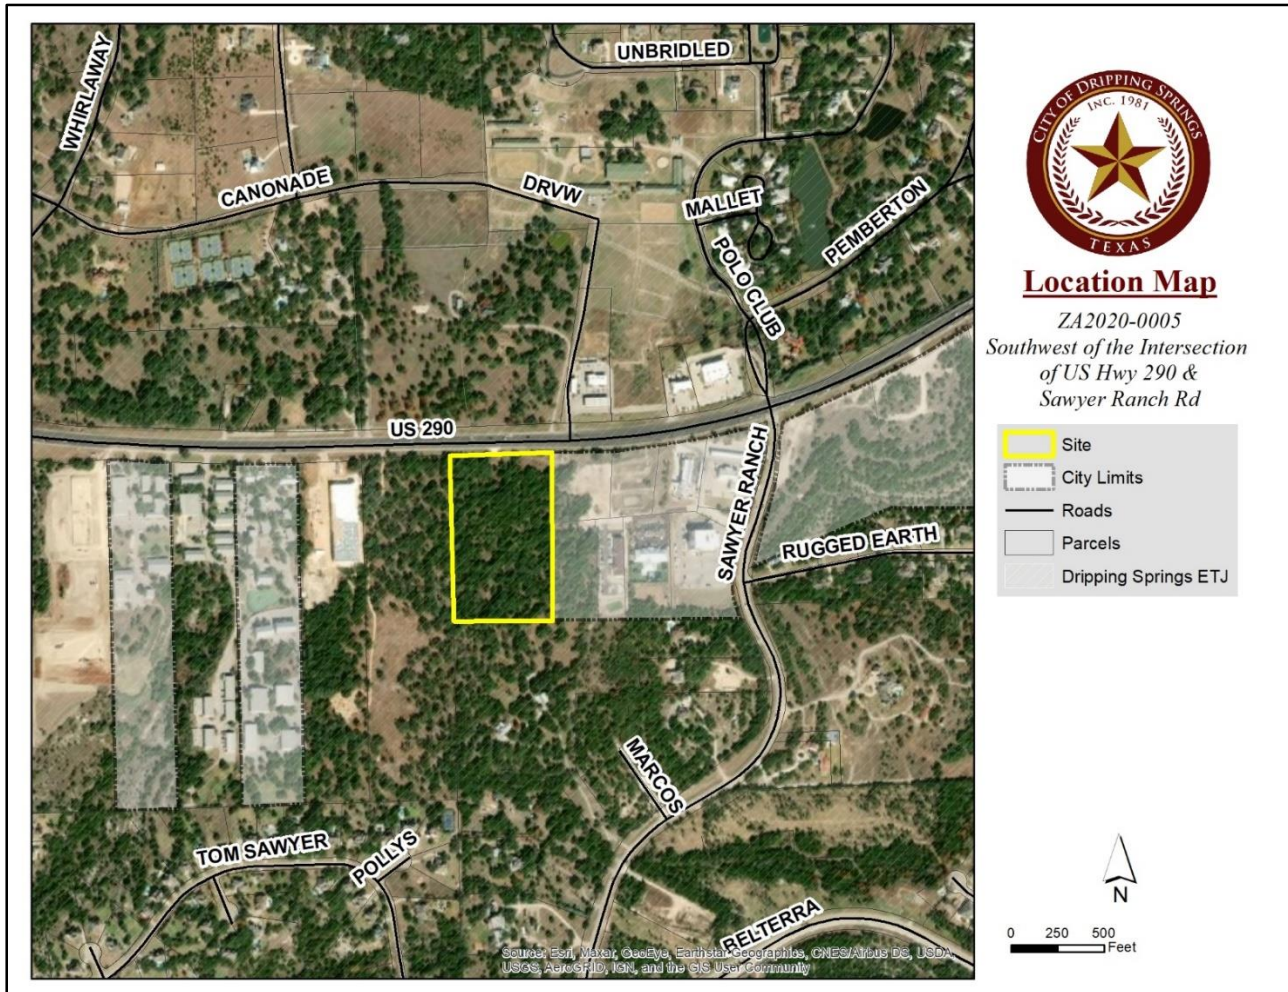 WHIRLAWAY
CANONADE
DRVW
UNBRIDLED
MALLET
PEMBERTON
POLO CLUB
US 290
SAWYER RANCH
RUGGED EARTH
MARCOS
TOM SAWYER
POLLYS
BELTERRA
Source: Esri, Maxar, GeoEye, Earthstar Geographics, CNES/Airbus DS, USDA,
USGS, AeroGRID, IGN, and the GIS User Community
CITY OF DRIPPING SPRINGS
INC. 1981
TEXAS
Location Map
ZA2020-0005
Southwest of the Intersection
of US Hwy 290 &
Sawyer Ranch Rd
Site
City Limits
Roads
Parcels
Dripping Springs ETJ
N
0 250 500
Feet